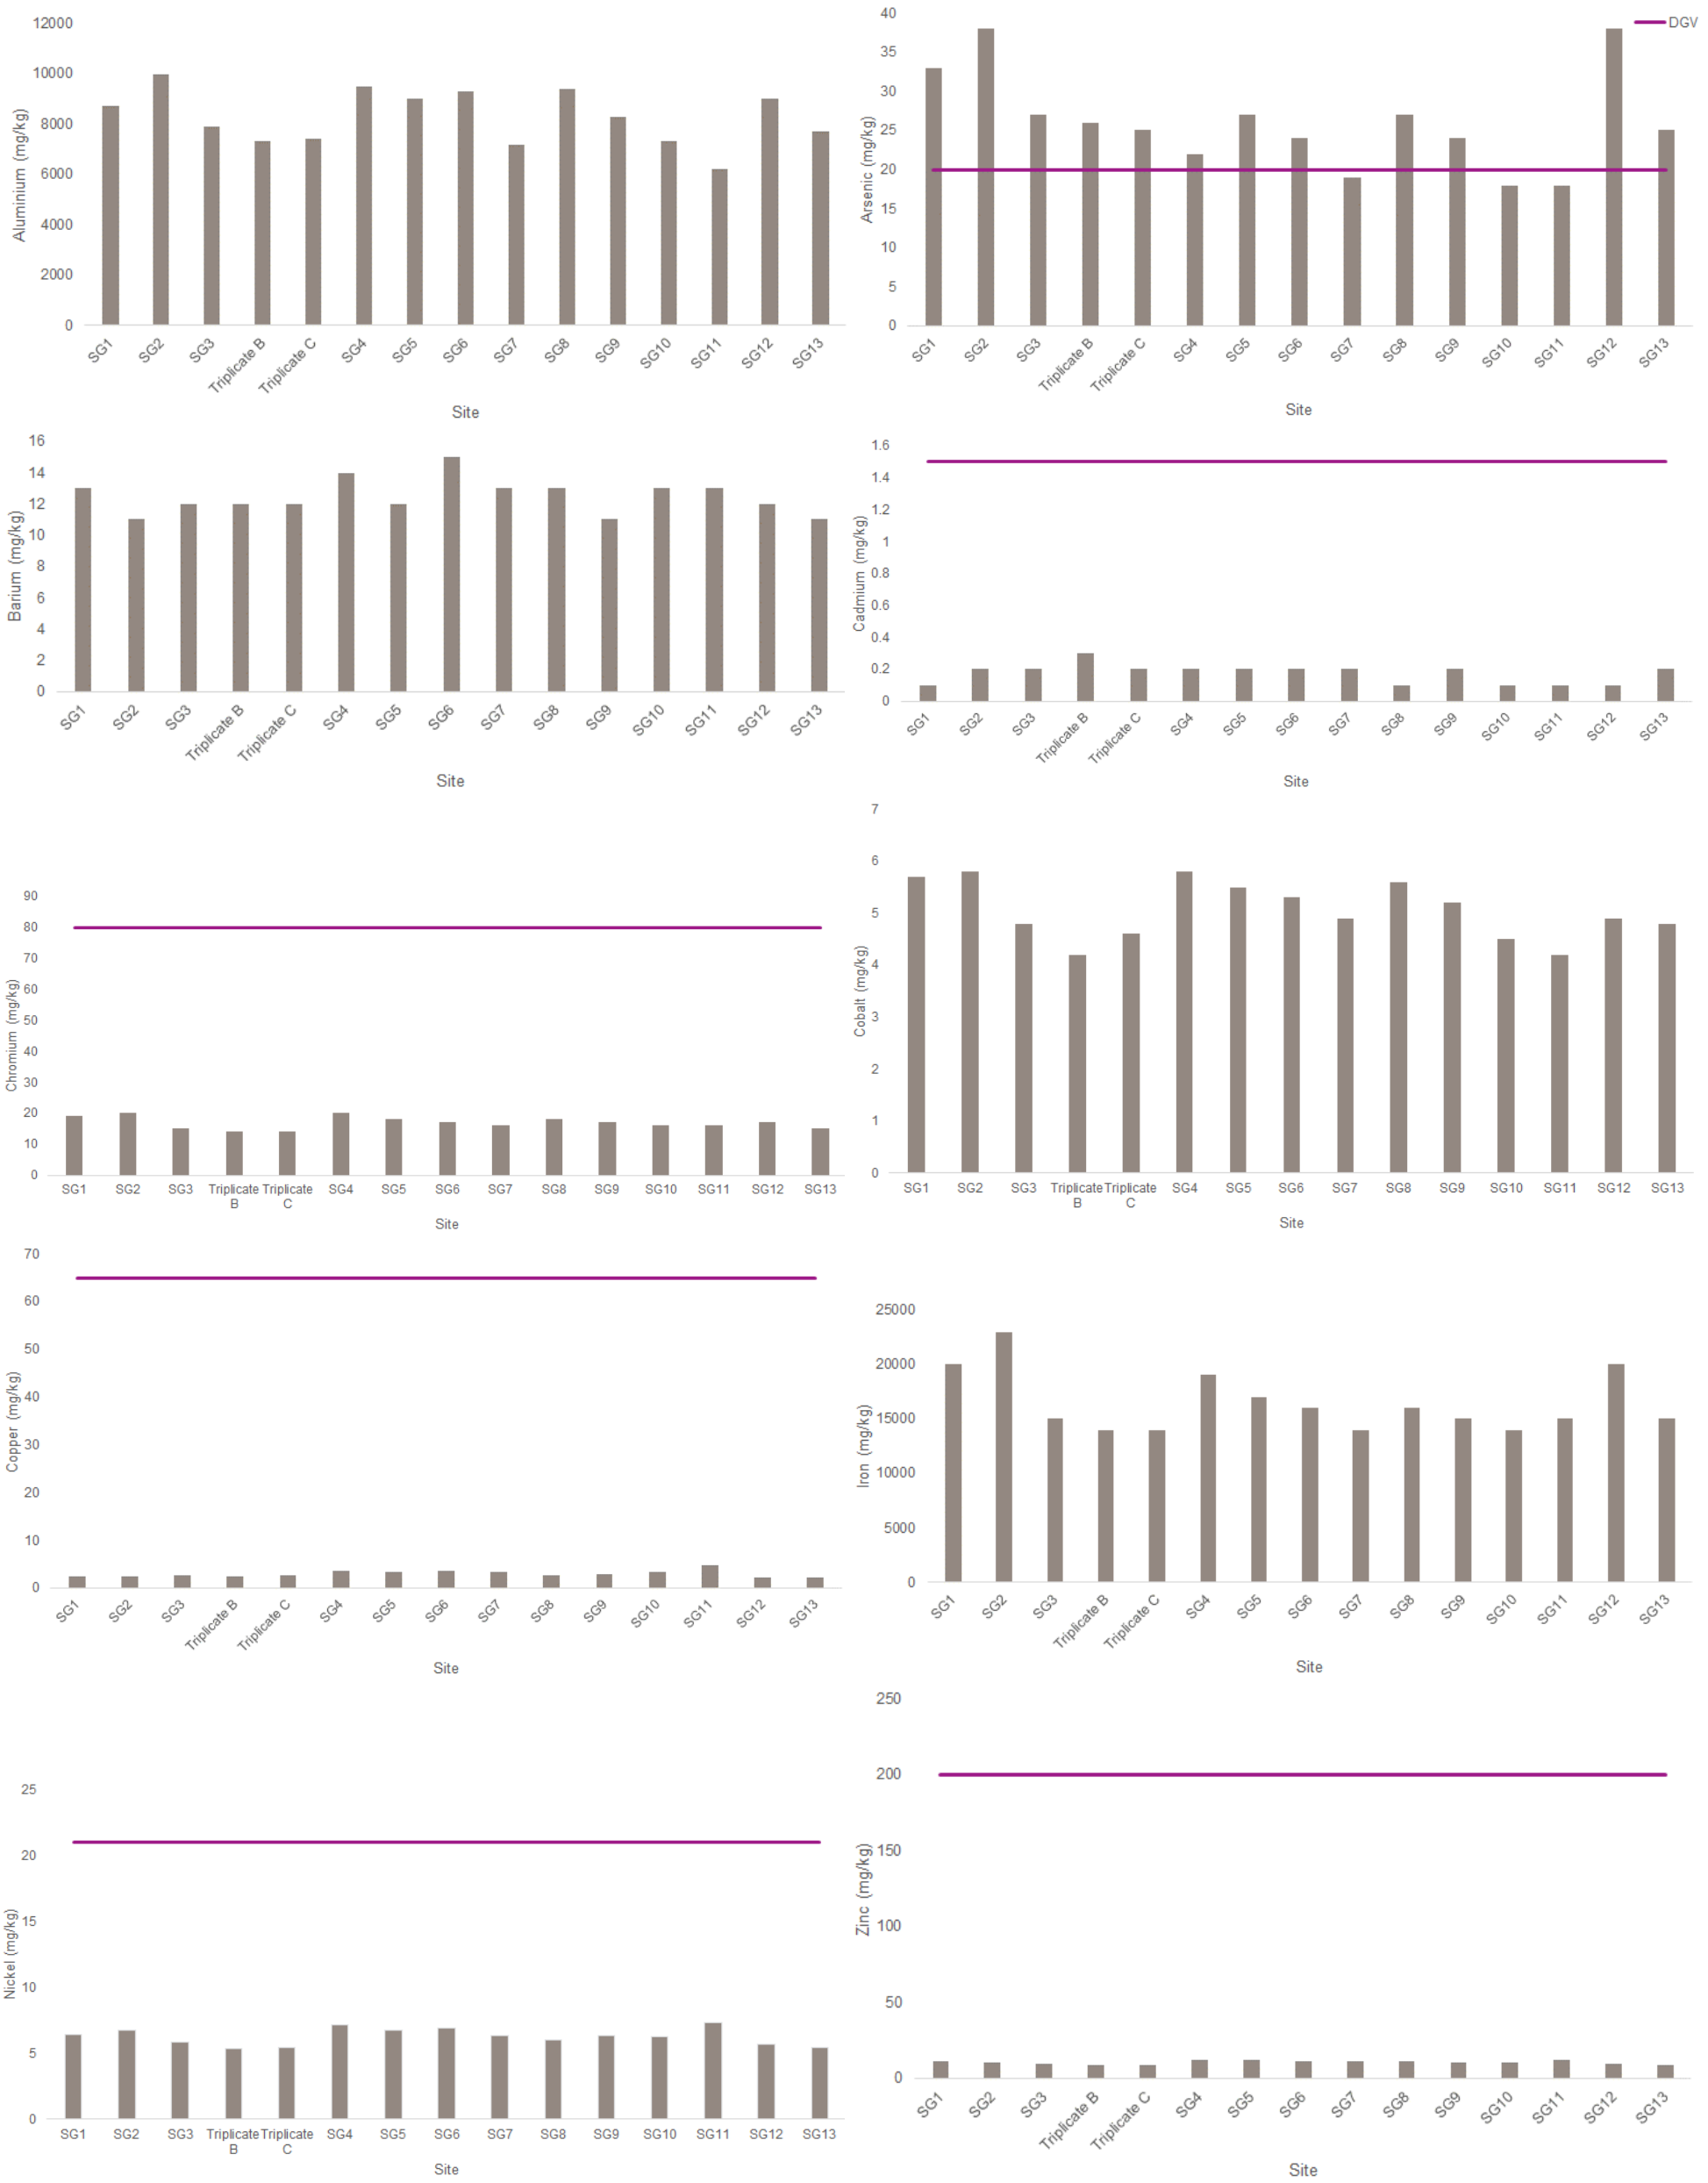 12000
10000
8000
6000
4000
2000
0
Aluminium (mg/kg)
SG1 SG2 SG3 Triplicate B Triplicate C SG4 SG5 SG6 SG7 SG8 SG9 SG10 SG11 SG12 SG13
Site
40
35
30
25
20
15
10
5
0
Arsenic (mg/kg)
DGV
SG1 SG2 SG3 Triplicate B Triplicate C SG4 SG5 SG6 SG7 SG8 SG9 SG10 SG11 SG12 SG13
Site
16
14
12
10
8
6
4
2
0
Barium (mg/kg)
SG1 SG2 SG3 Triplicate B Triplicate C SG4 SG5 SG6 SG7 SG8 SG9 SG10 SG11 SG12 SG13
Site
1.6
1.4
1.2
1
0.8
0.6
0.4
0.2
0
Cadmium (mg/kg)
SG1 SG2 SG3 Triplicate B Triplicate C SG4 SG5 SG6 SG7 SG8 SG9 SG10 SG11 SG12 SG13
Site
90
80
70
60
50
40
30
20
10
0
Chromium (mg/kg)
SG1 SG2 SG3 Triplicate B Triplicate C SG4 SG5 SG6 SG7 SG8 SG9 SG10 SG11 SG12 SG13
Site
7
6
5
4
3
2
1
0
Cobalt (mg/kg)
SG1 SG2 SG3 Triplicate B Triplicate C SG4 SG5 SG6 SG7 SG8 SG9 SG10 SG11 SG12 SG13
Site
70
60
50
40
30
20
10
0
Copper (mg/kg)
SG1 SG2 SG3 Triplicate B Triplicate C SG4 SG5 SG6 SG7 SG8 SG9 SG10 SG11 SG12 SG13
Site
25000
20000
15000
10000
5000
0
Iron (mg/kg)
SG1 SG2 SG3 Triplicate B Triplicate C SG4 SG5 SG6 SG7 SG8 SG9 SG10 SG11 SG12 SG13
Site
25
20
15
10
5
0
Nickel (mg/kg)
SG1 SG2 SG3 Triplicate B Triplicate C SG4 SG5 SG6 SG7 SG8 SG9 SG10 SG11 SG12 SG13
Site
250
200
150
100
50
0
Zinc (mg/kg)
SG1 SG2 SG3 Triplicate B Triplicate C SG4 SG5 SG6 SG7 SG8 SG9 SG10 SG11 SG12 SG13
Site